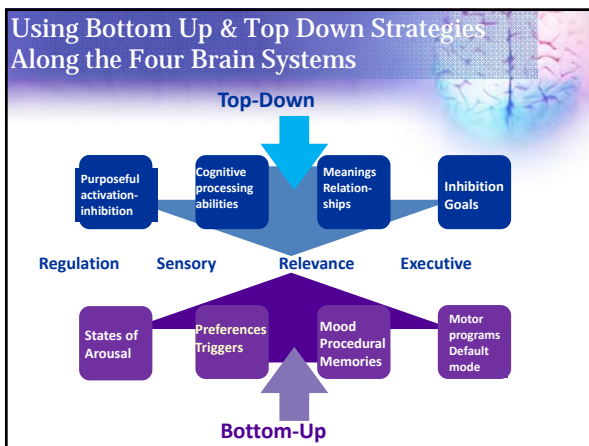 Using Bottom Up & Top Down Strategies
Along the Four Brain Systems
Top-Down
Purposeful
activation-
inhibition
Cognitive
processing
abilities
Meanings
Relation-
ships
Inhibition
Goals
Regulation Sensory Relevance Executive
States of
Arousal
Preferences
Triggers
Mood
Procedural
Memories
Motor
programs
Default
mode
Bottom-Up